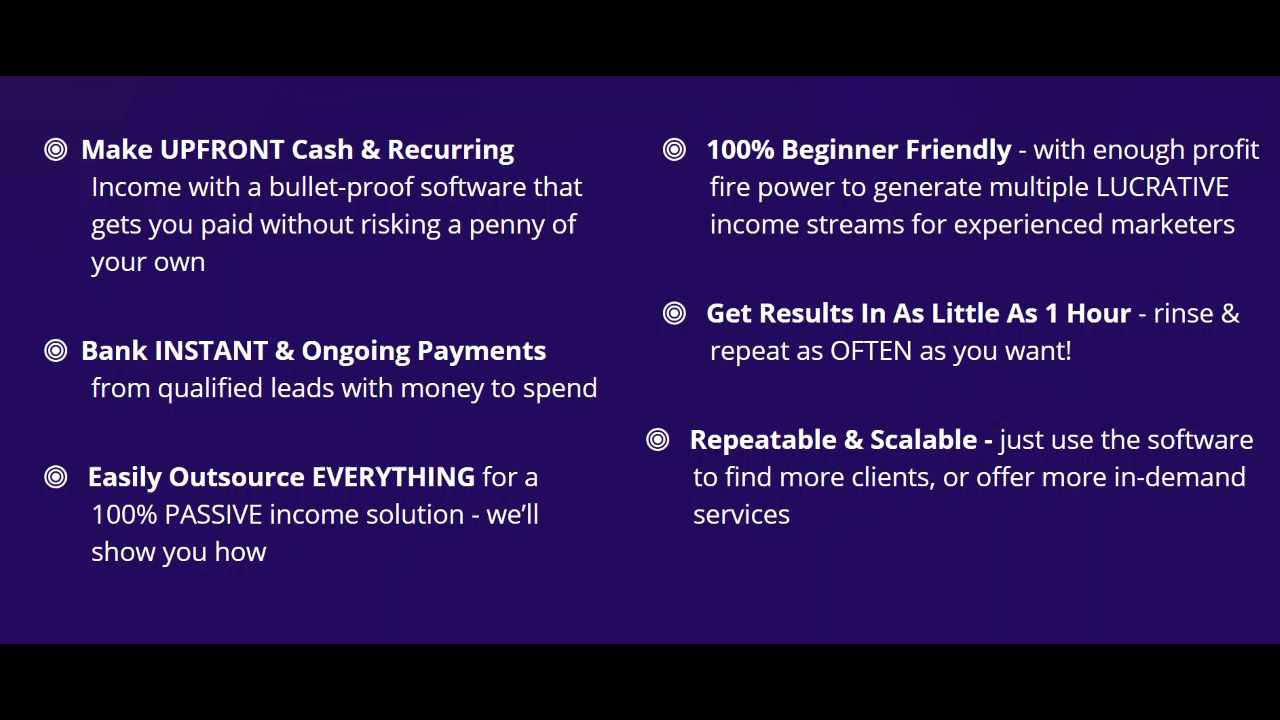 Make UPFRONT Cash & Recurring
Income with a bullet-proof software that
gets you paid without risking a penny of
your own
Bank INSTANT & Ongoing Payments
from qualified leads with money to spend
Easily Outsource EVERYTHING for a
100% PASSIVE income solution - we’ll
show you how
100% Beginner Friendly - with enough profit
fire power to generate multiple LUCRATIVE
income streams for experienced marketers
Get Results In As Little As 1 Hour - rinse &
repeat as OFTEN as you want!
Repeatable & Scalable - just use the software
to find more clients, or offer more in-demand
services